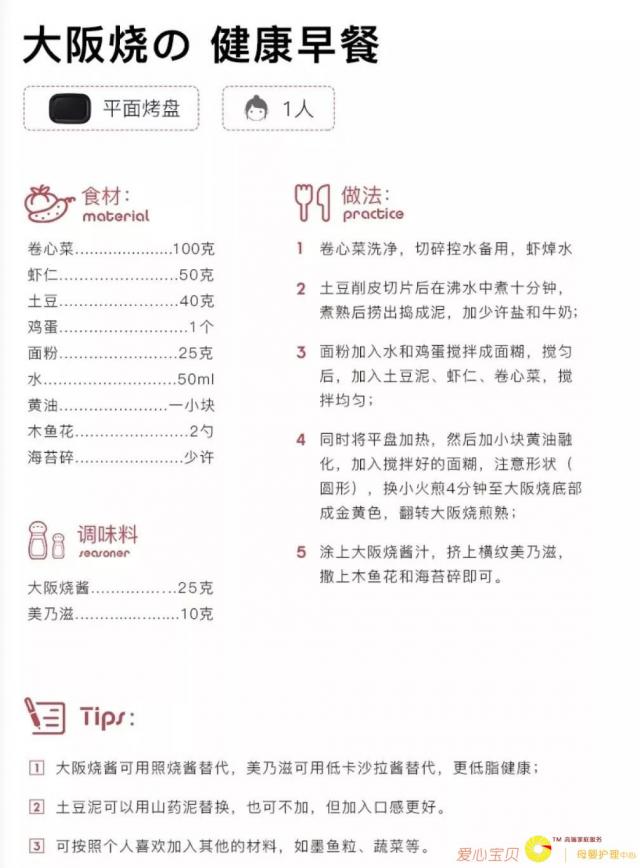 大阪烧の 健康早餐
平面烤盘
1人
食材：
material
卷心菜.....................100克
虾仁..........................50克
土豆..........................40克
鸡蛋............................1个
面粉..........................25克
水.............................50ml
黄油.......................一小块
木鱼花........................2勺
海苔碎......................少许
调味料
seasoner
大阪烧酱..................25克
美乃滋......................10克
做法：
practice
1 卷心菜洗净，切碎控水备用，虾焯水
2 土豆削皮切片后在沸水中煮十分钟，
煮熟后捞出捣成泥，加少许盐和牛奶；
3 面粉加入水和鸡蛋搅拌成面糊，搅匀
后，加入土豆泥、虾仁、卷心菜，搅
拌均匀；
4 同时将平盘加热，然后加小块黄油融
化，加入搅拌好的面糊，注意形状（
圆形），换小火煎4分钟至大阪烧底部
成金黄色，翻转大阪烧煎熟；
5 涂上大阪烧酱汁，挤上横纹美乃滋，
撒上木鱼花和海苔碎即可。
Tips：
1 大阪烧酱可用照烧酱替代，美乃滋可用低卡沙拉酱替代，更低脂健康；
2 土豆泥可以用山药泥替换，也可不加，但加入口感更好。
3 可按照个人喜欢加入其他的材料，如墨鱼粒、蔬菜等。
爱心宝贝
TM 高端家庭服务
母婴护理中心